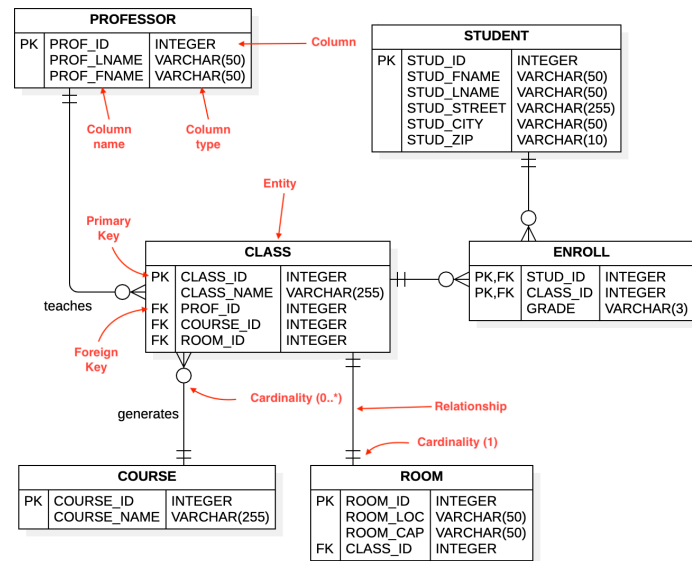 PROFESSOR
PK PROF_ID INTEGER
PROF_LNAME VARCHAR(50)
PROF_FNAME VARCHAR(50)
Column
Column
name
Column
type
STUDENT
PK STUD_ID INTEGER
STUD_FNAME VARCHAR(50)
STUD_LNAME VARCHAR(50)
STUD_STREET VARCHAR(255)
STUD_CITY VARCHAR(50)
STUD_ZIP VARCHAR(10)
Entity
Primary
Key
CLASS
PK CLASS_ID INTEGER
CLASS_NAME VARCHAR(255)
FK PROF_ID INTEGER
FK COURSE_ID INTEGER
FK ROOM_ID INTEGER
ENROLL
PK,FK STUD_ID INTEGER
PK,FK CLASS_ID INTEGER
GRADE VARCHAR(3)
teaches
Foreign
Key
generates
Cardinality (0..*)
Relationship
Cardinality (1)
COURSE
PK COURSE_ID INTEGER
COURSE_NAME VARCHAR(255)
ROOM
PK ROOM_ID INTEGER
ROOM_LOC VARCHAR(50)
ROOM_CAP VARCHAR(50)
FK CLASS_ID INTEGER